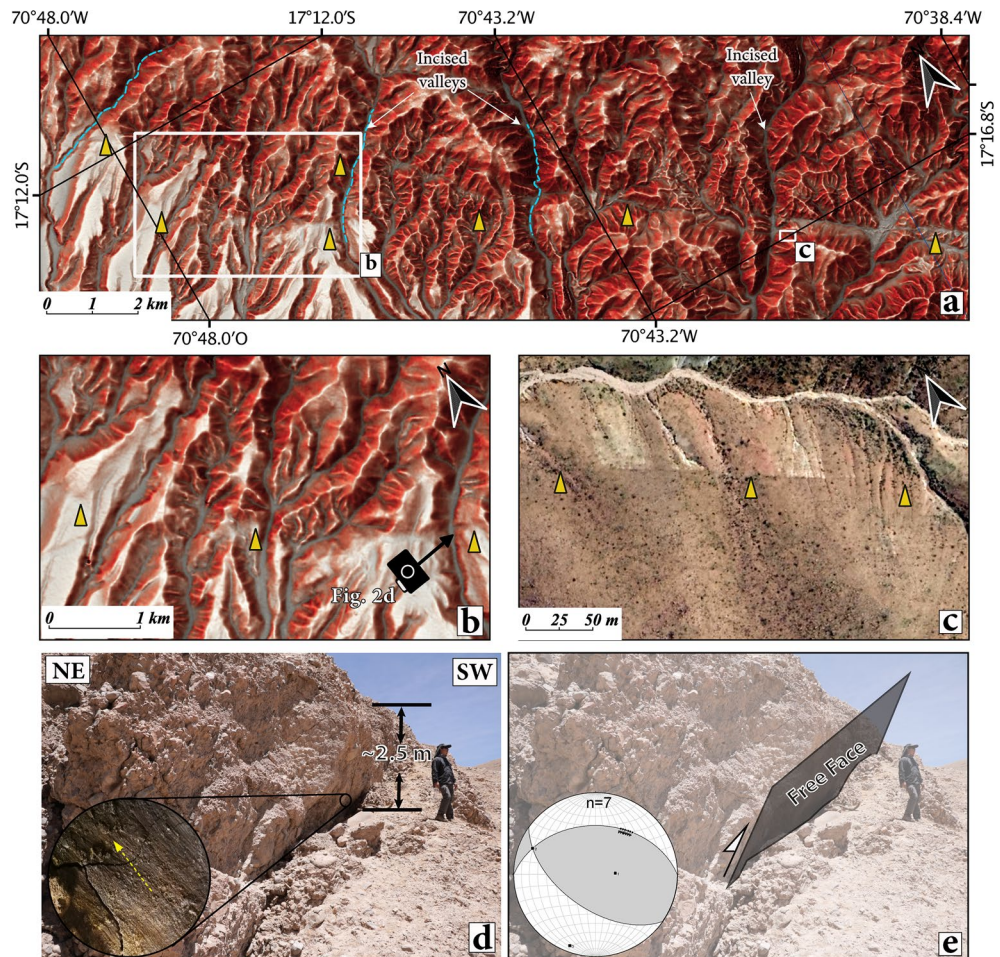 70°48.0'W
17°12.0'S
70°43.2'W
70°38.4'W
Incised
valleys
Incised
valley
17°12.0'S
17°16.8'S
b
c
0 1 2 km
a
70°48.0'O
70°43.2'W
N
Fig. 2d
0 1 km
b
0 25 50 m
c
NE
SW
~2.5 m
d
n=7
Free Face
e